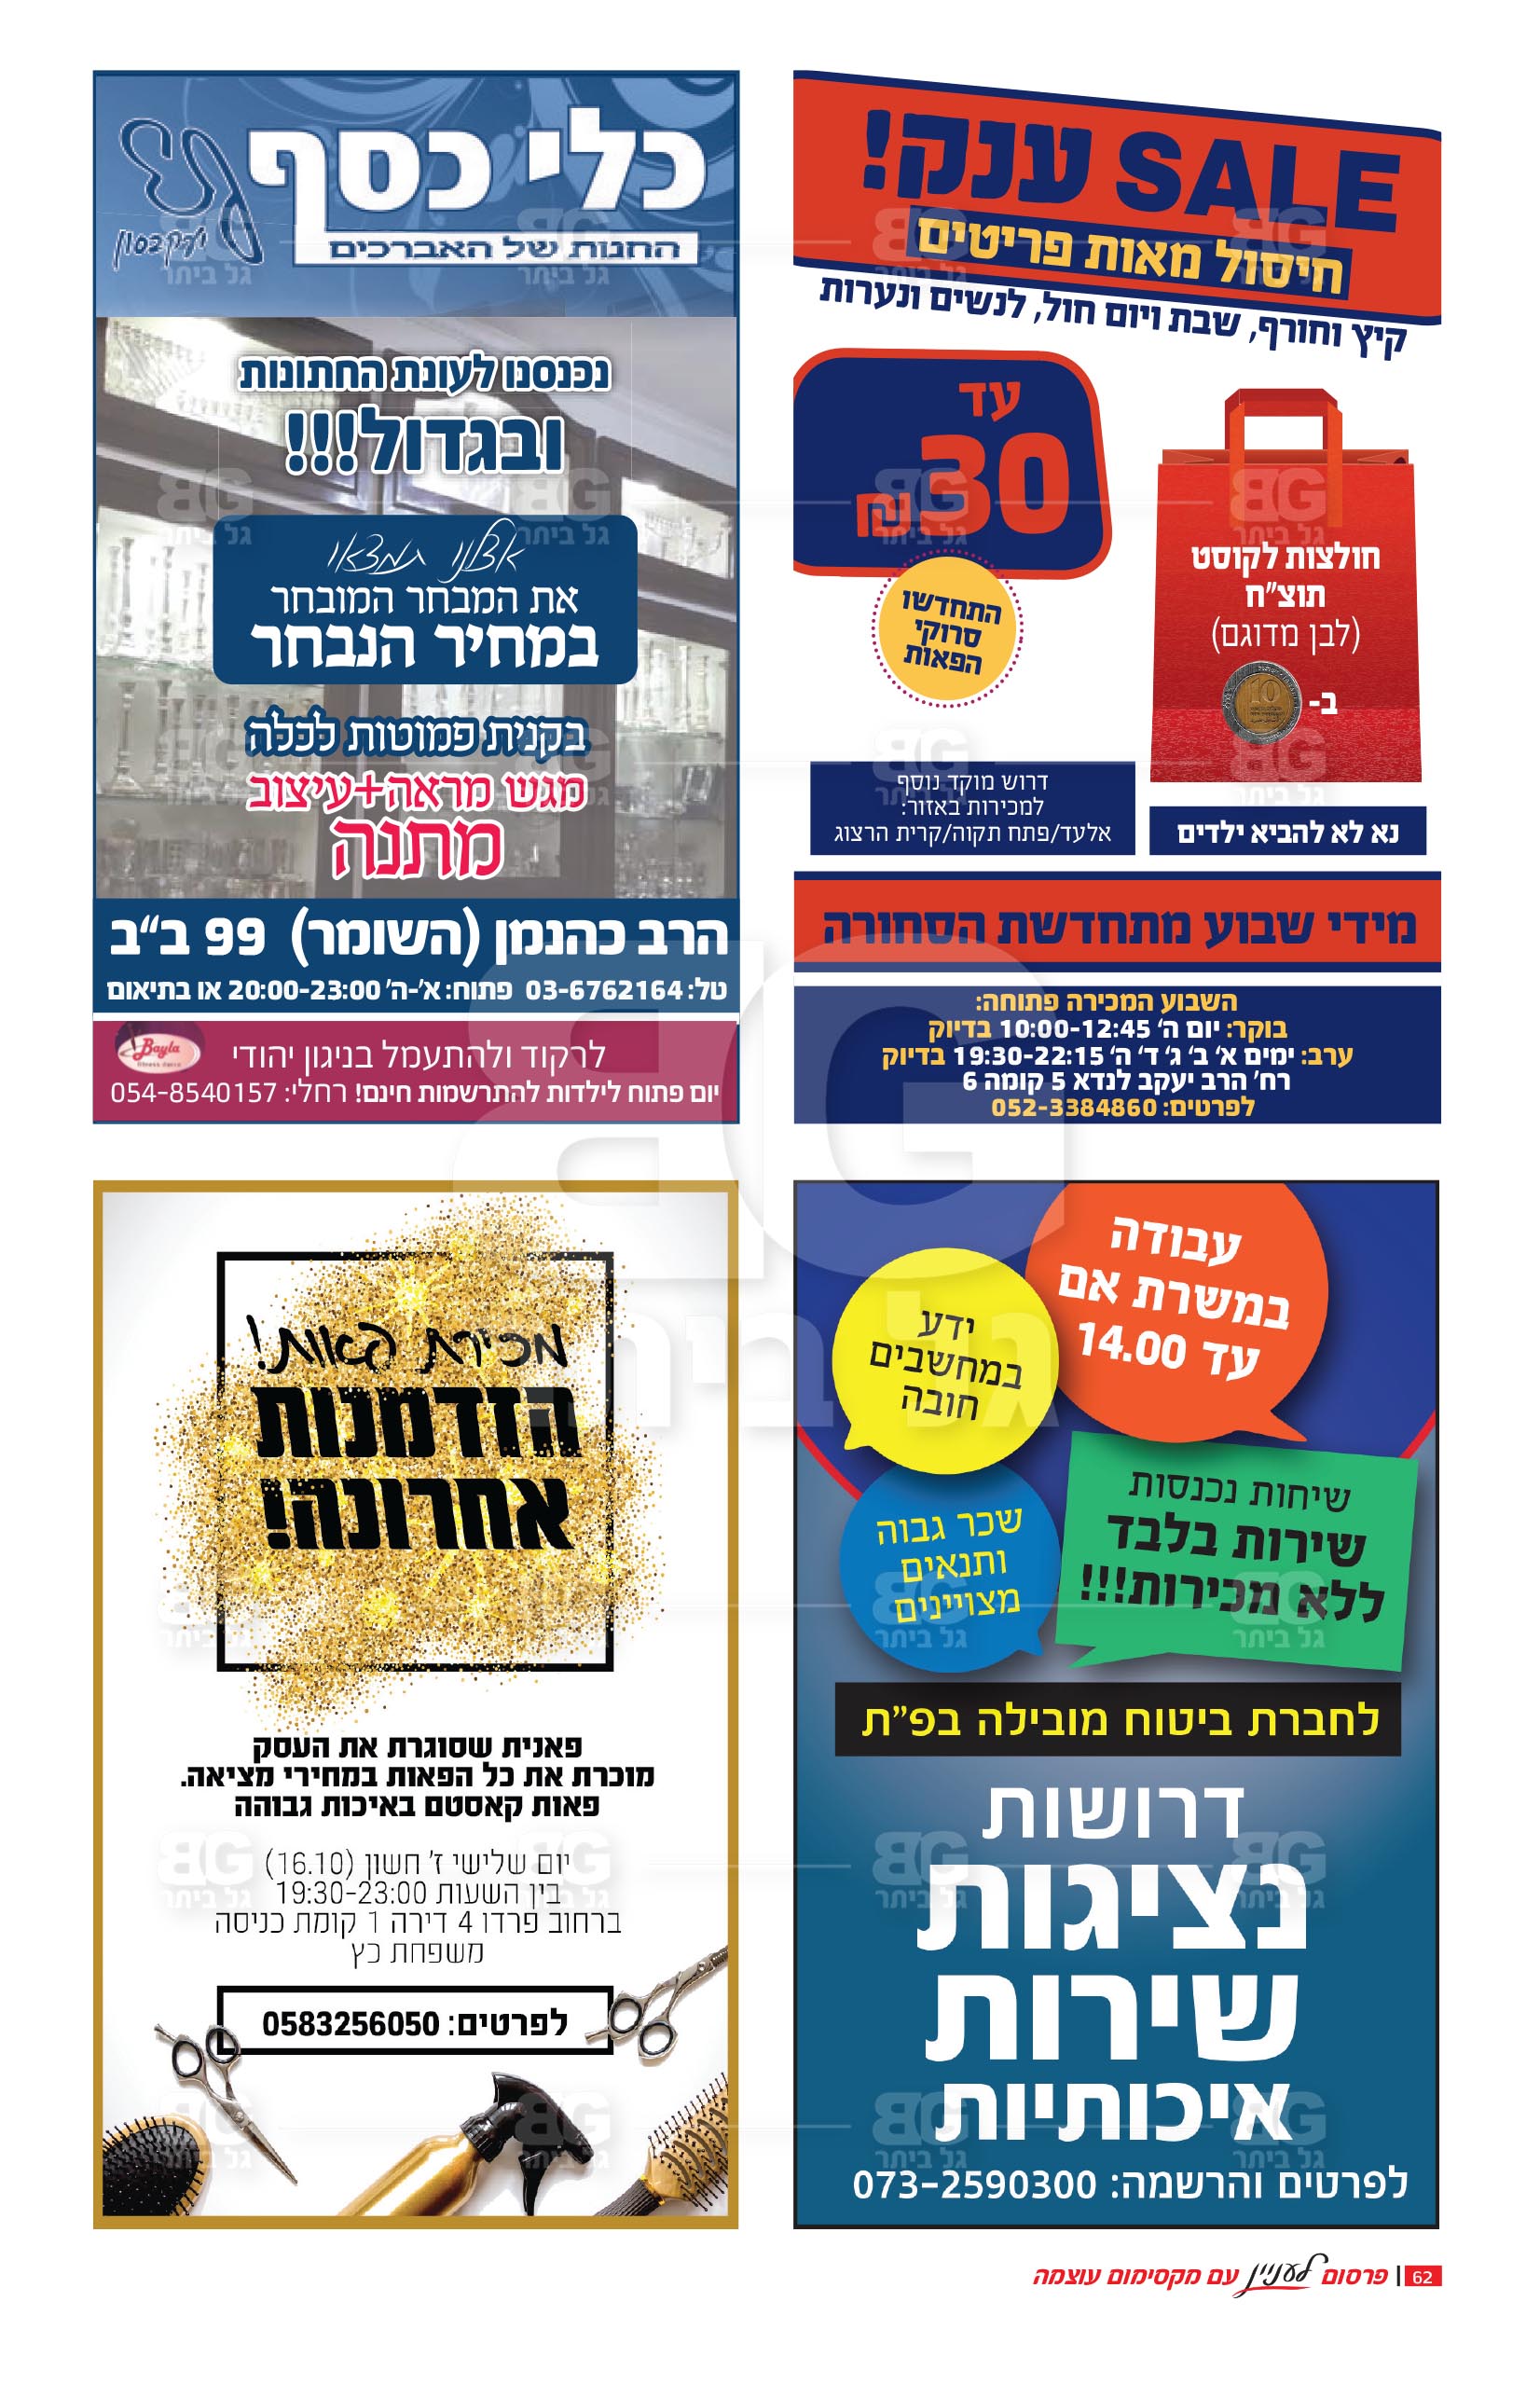 SALE ענק!
חיסול מאות פריטים
קיץ וחורף, שבת ויום חול, לנשים ונערות
עד
30 ₪
התחדשו
סרוקי
הפאות
חולצות לקוסט
תוצ"ח
(לבן מדוגם)
ב-
10
דרוש מוקד נוסף
למכירות באזור:
אלעד/פתח תקוה/קרית הרצוג
נא לא להביא ילדים
מידי שבוע מתחדשת הסחורה
השבוע המכירה פתוחה:
בוקר: יום ה' 10:00-12:45 בדיוק
ערב: ימים א' ב' ג' ד' ה' 19:30-22:15 בדיוק
רח' הרב יעקב לנדא 5 קומה 6
לפרטים: 052-3384860
כלי כסף
החנות של האברכים
גץ
יעקבסון
נכנסנו לעונת החתונות
ובגדול!!!
אצלנו תמצאו
את המבחר המובחר
במחיר הנבחר
בקנית פמוטות לכלה
מגש מראה+עיצוב
מתנה
הרב כהנמן (השומר) 99 ב"ב
טל: 03-6762164 פתוח: א'-ה' 20:00-23:00 או בתיאום
Bayla
fitness dance
לרקוד ולהתעמל בניגון יהודי
יום פתוח לילדות להתרשמות חינם! רחלי: 054-8540157
עבודה
במשרת אם
עד 14.00
ידע
במחשבים
חובה
שיחות נכנסות
שירות בלבד
ללא מכירות!!!
שכר גבוה
ותנאים
מצויינים
לחברת ביטוח מובילה בפ"ת
דרושות
נציגות
שירות
איכותיות
לפרטים והרשמה: 073-2590300
מכירת פאות!
הזדמנות
אחרונה!
פאנית שסוגרת את העסק
מוכרת את כל הפאות במחירי מציאה.
פאות קאסטם באיכות גבוהה
יום שלישי ז' חשון (16.10)
בין השעות 19:30-23:00
ברחוב פרדו 4 דירה 1 קומת כניסה
משפחת כץ
לפרטים: 0583256050
62 | פרסום לעניין עם מקסימום עוצמה
BG
גל ביתר